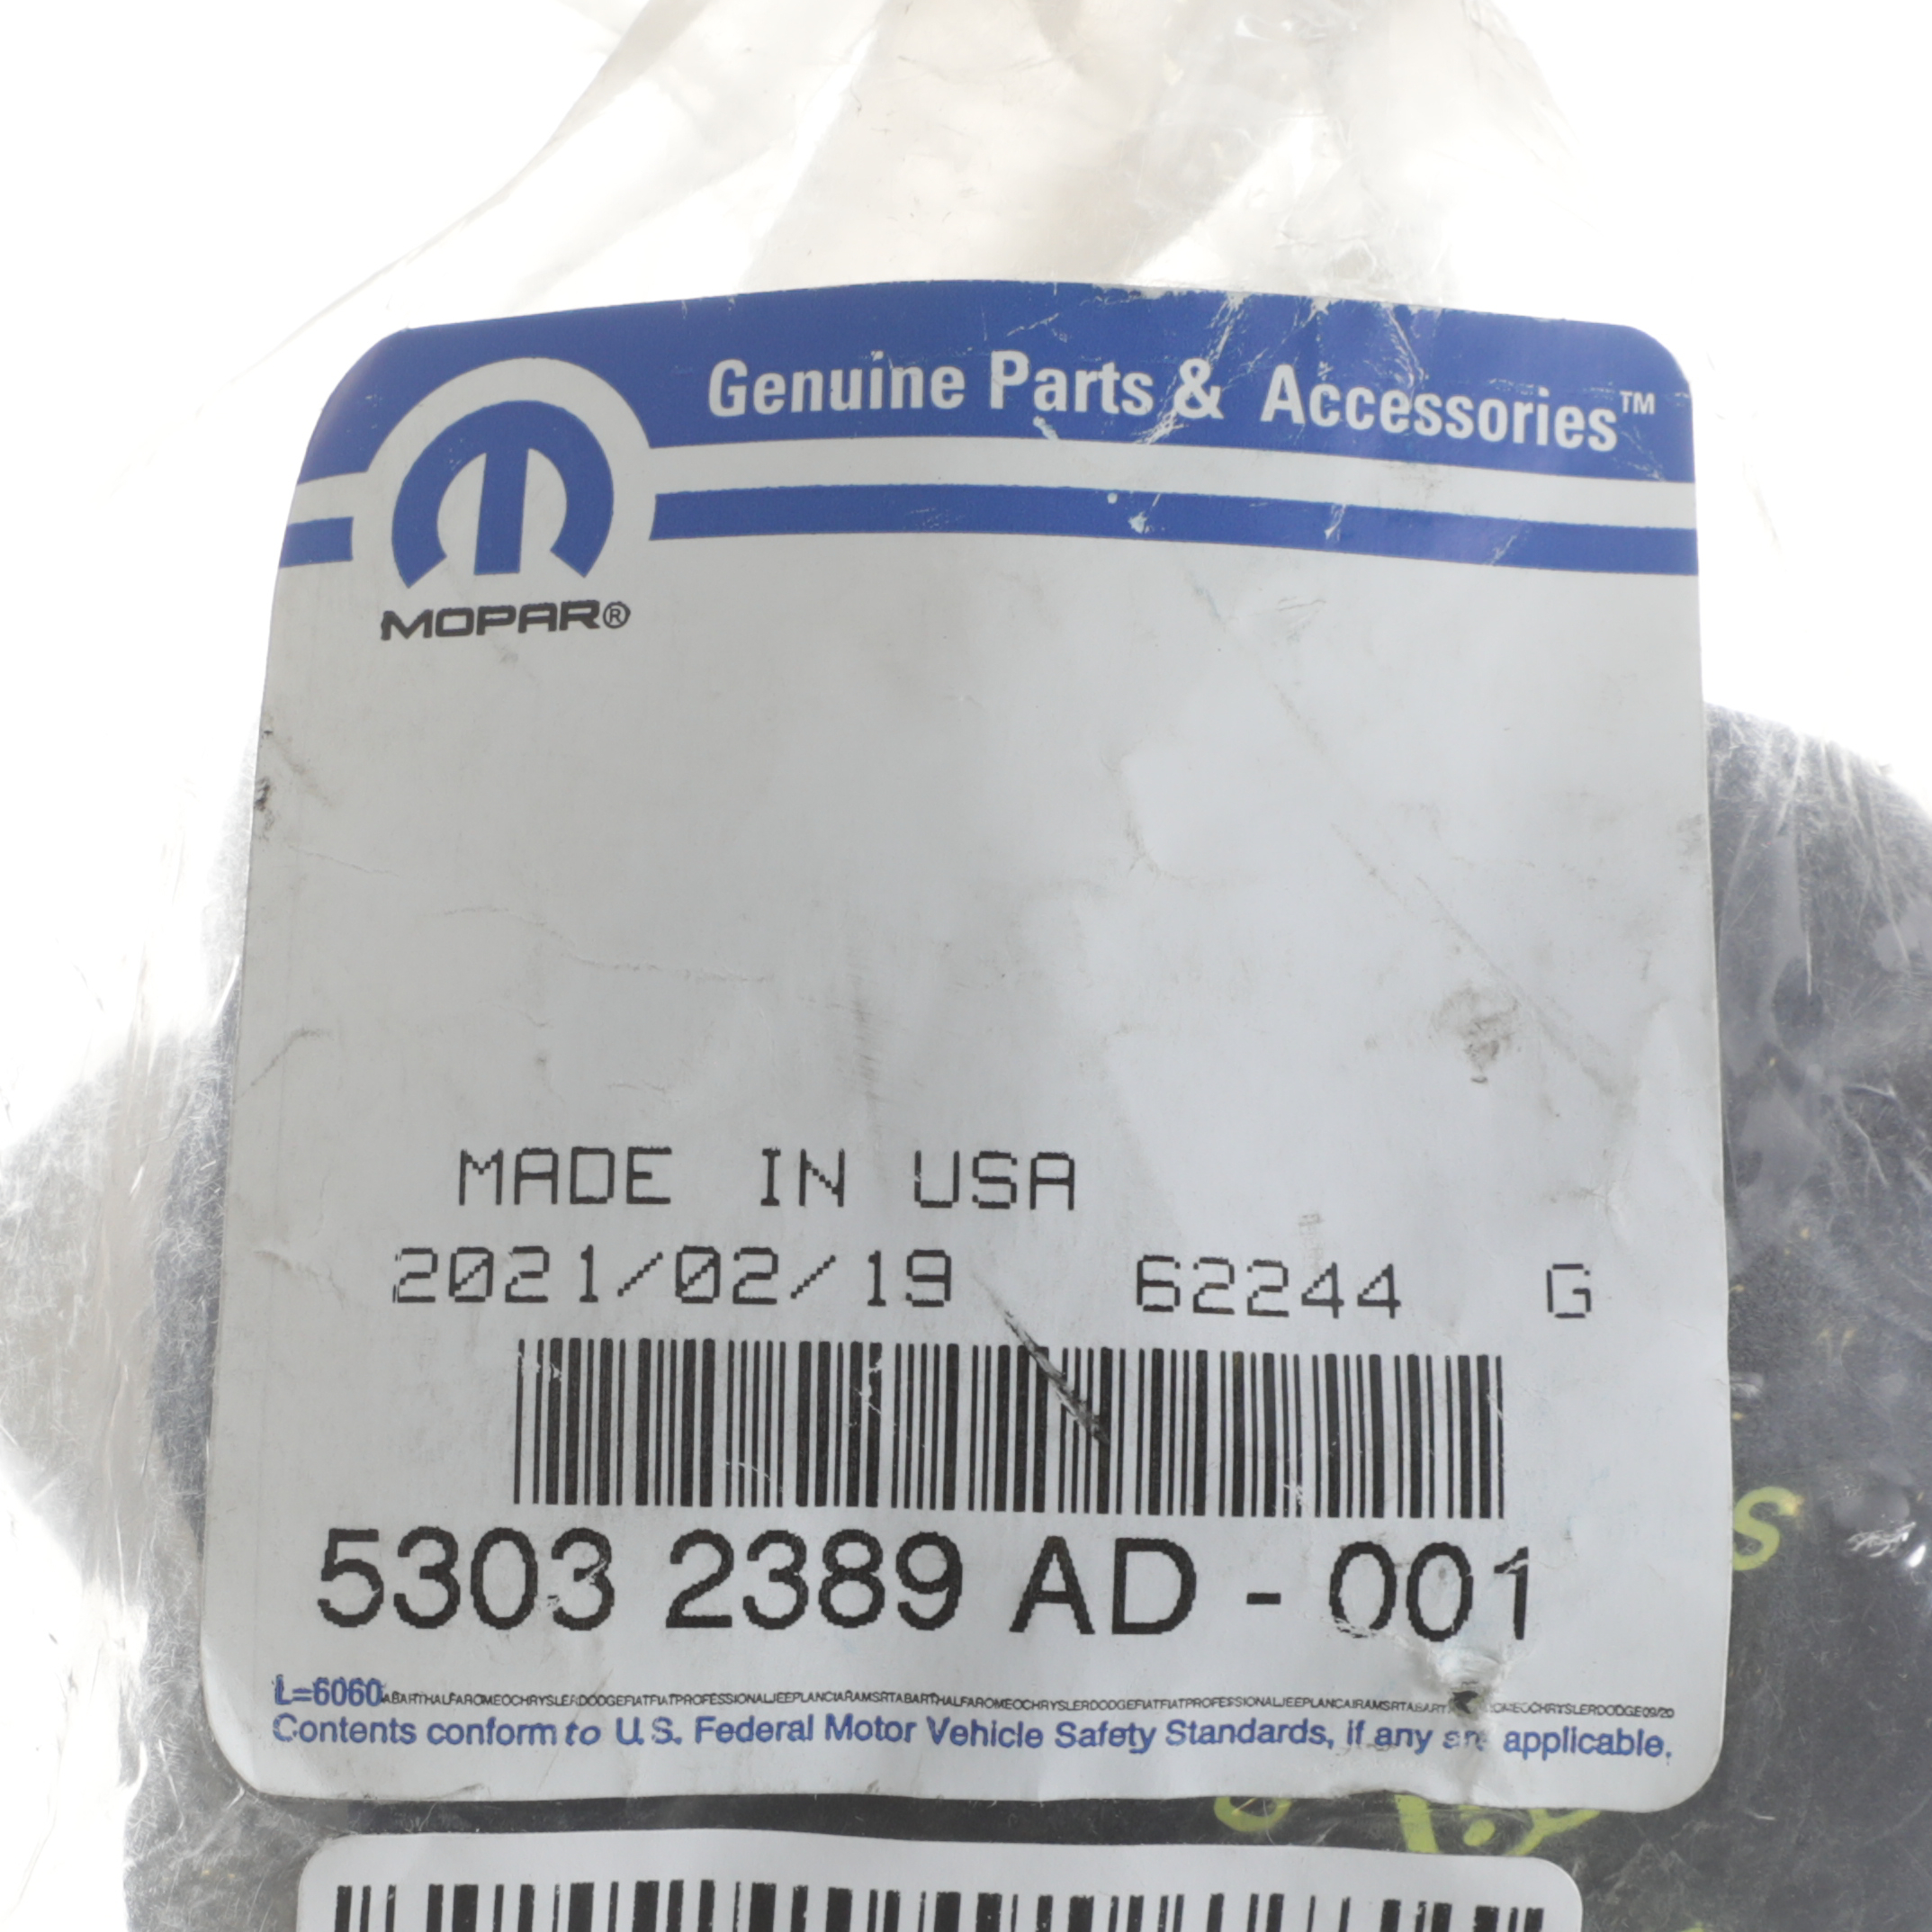 Genuine Parts & Accessories™
MOPAR®
MADE IN USA
2021/02/19 62244 G
5303 2389 AD - 001
L=6060
Contents conform to U.S. Federal Motor Vehicle Safety Standards, if any are applicable.
S